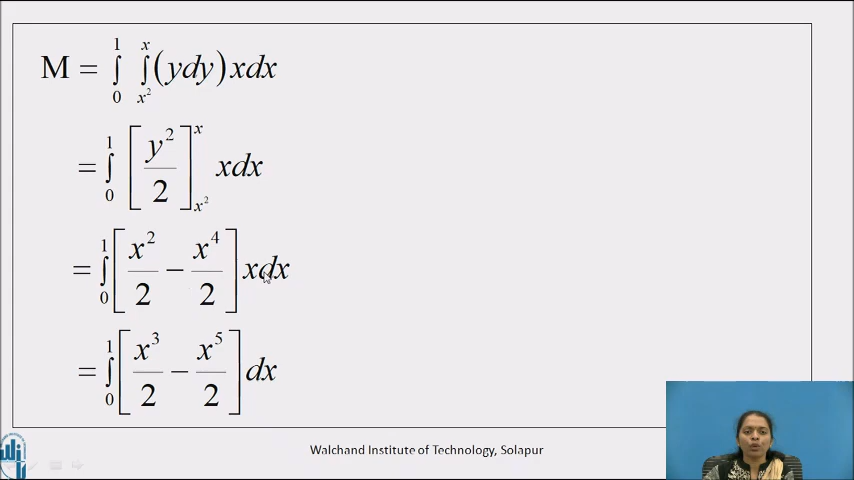 M = ∫₀¹ ∫ₓ²ˣ (ydy) xdx
= ∫₀¹ [y²/2]ₓ²ˣ xdx
= ∫₀¹ [x²/2 − x⁴/2] xdx
= ∫₀¹ [x³/2 − x⁵/2] dx
Walchand Institute of Technology, Solapur